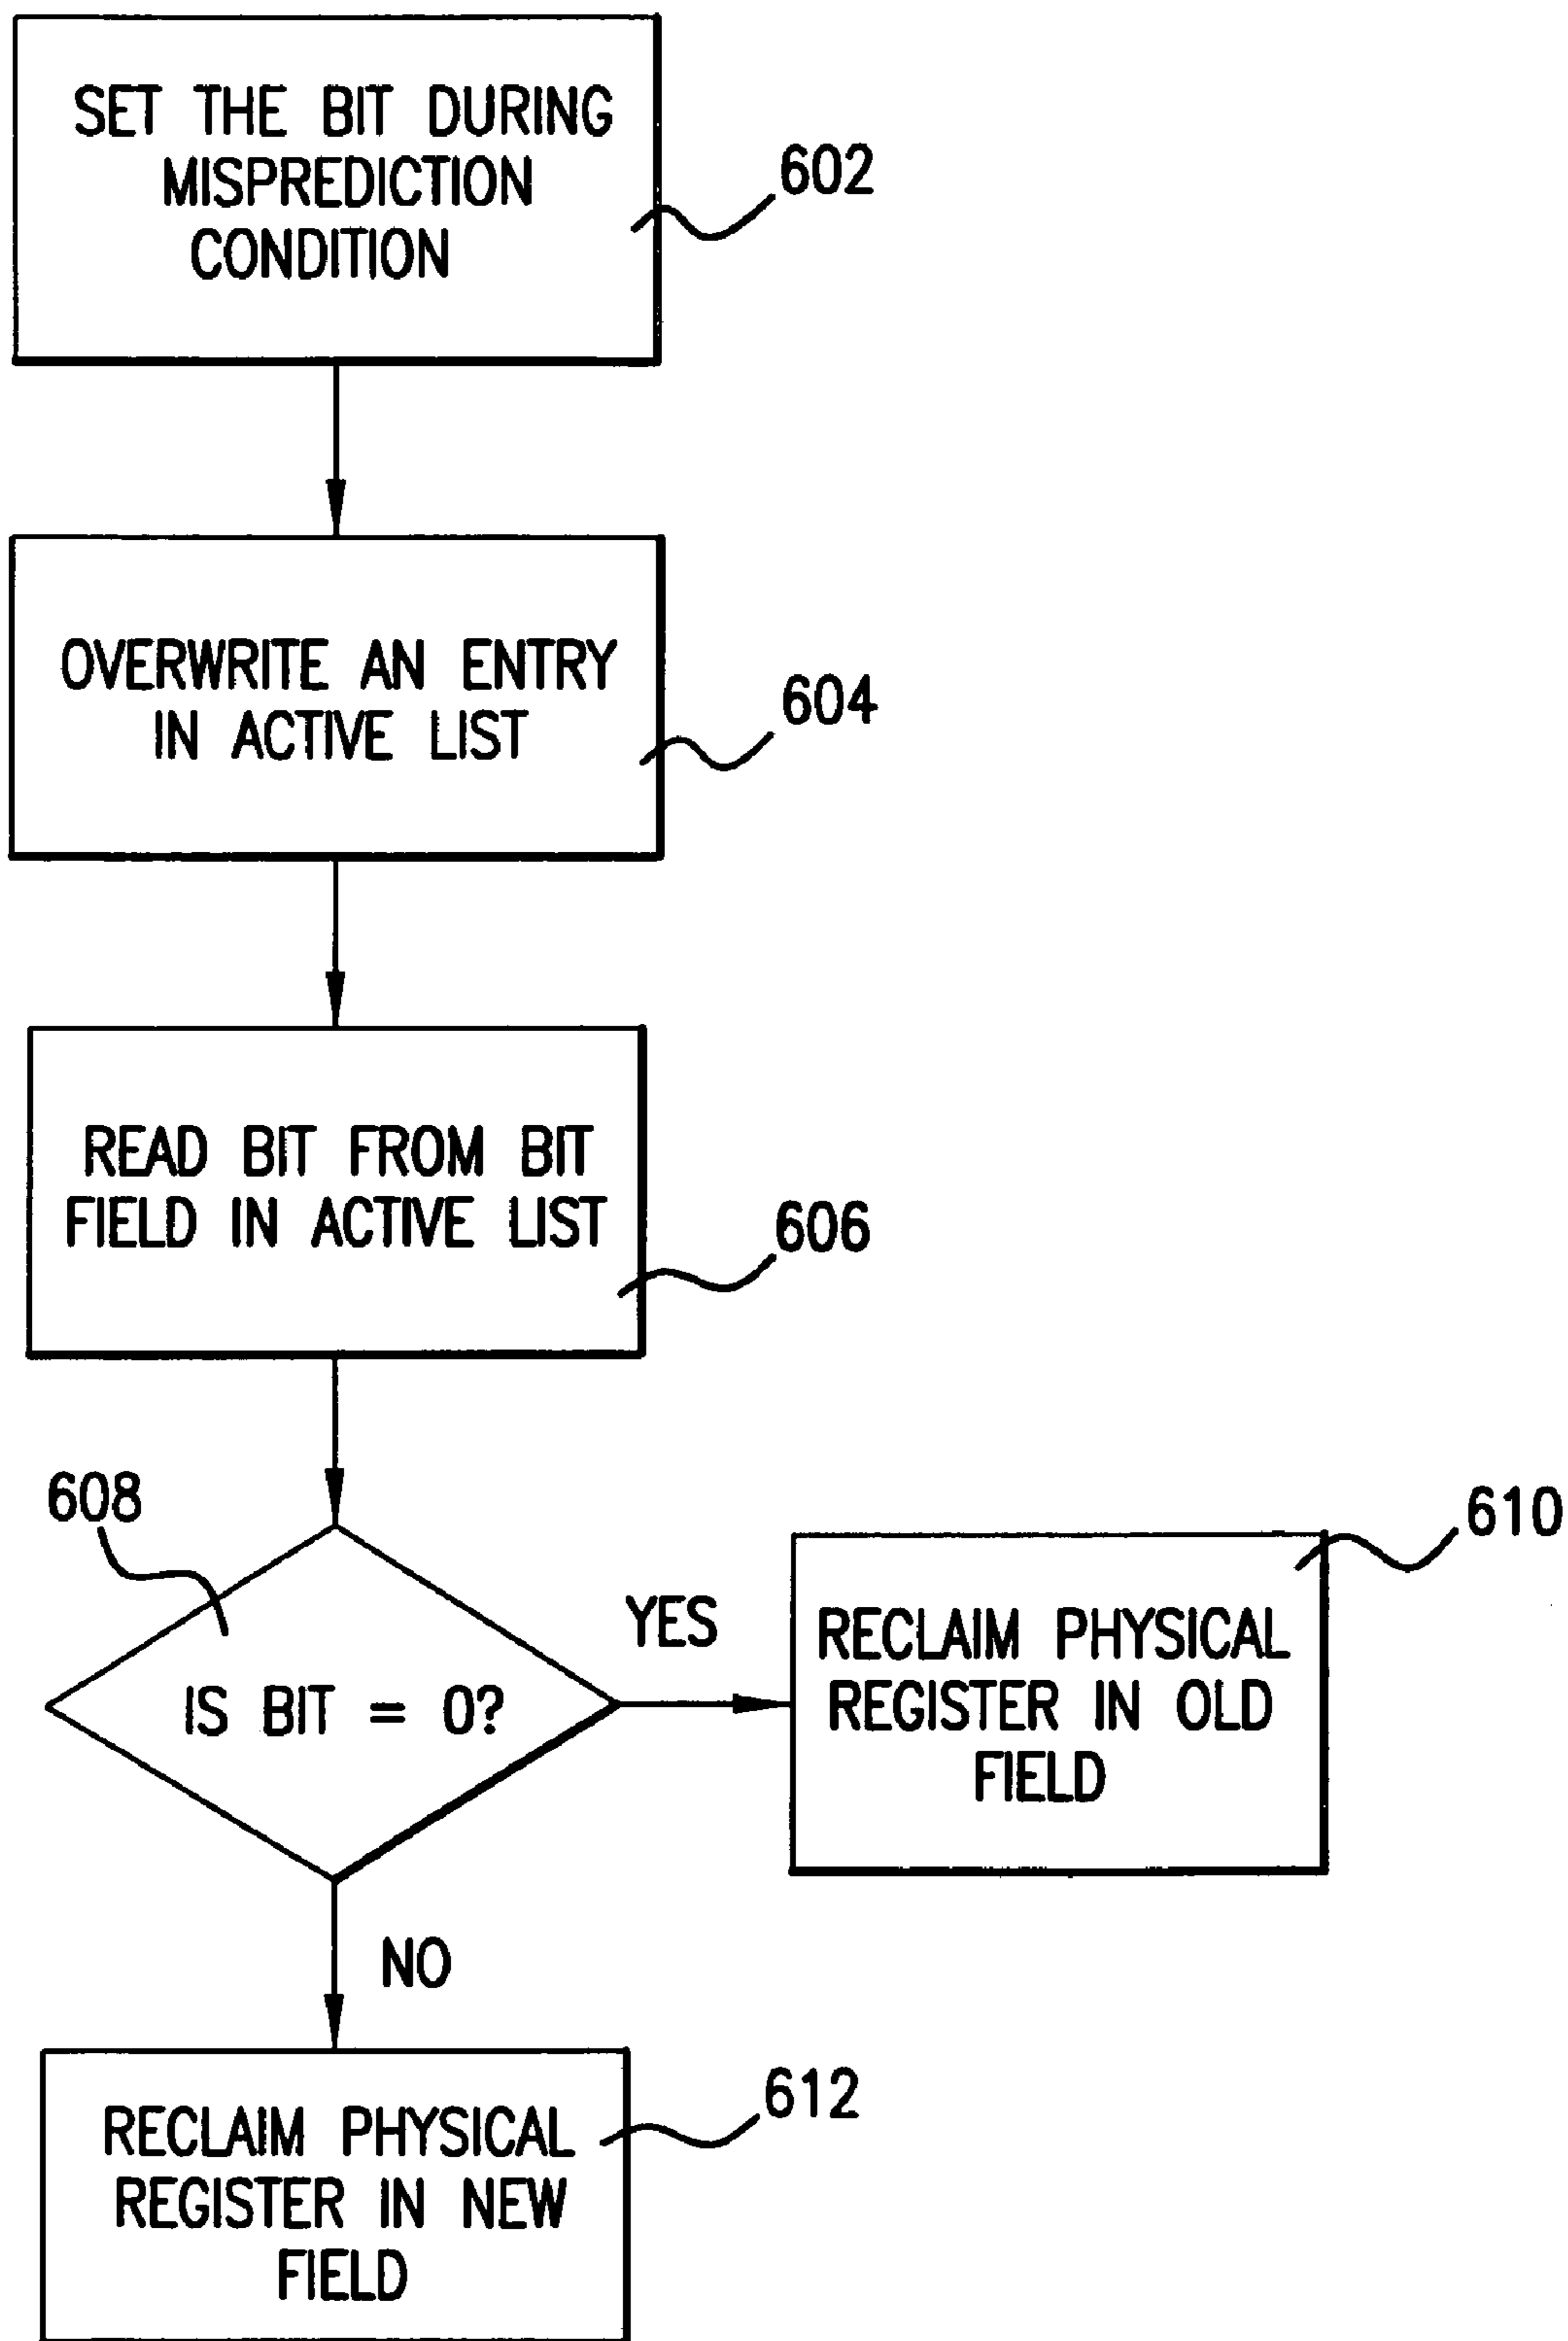 SET THE BIT DURING
MISPREDICTION
CONDITION
602
OVERWRITE AN ENTRY
IN ACTIVE LIST
604
READ BIT FROM BIT
FIELD IN ACTIVE LIST
606
608
IS BIT = 0?
YES
610
RECLAIM PHYSICAL
REGISTER IN OLD
FIELD
NO
612
RECLAIM PHYSICAL
REGISTER IN NEW
FIELD